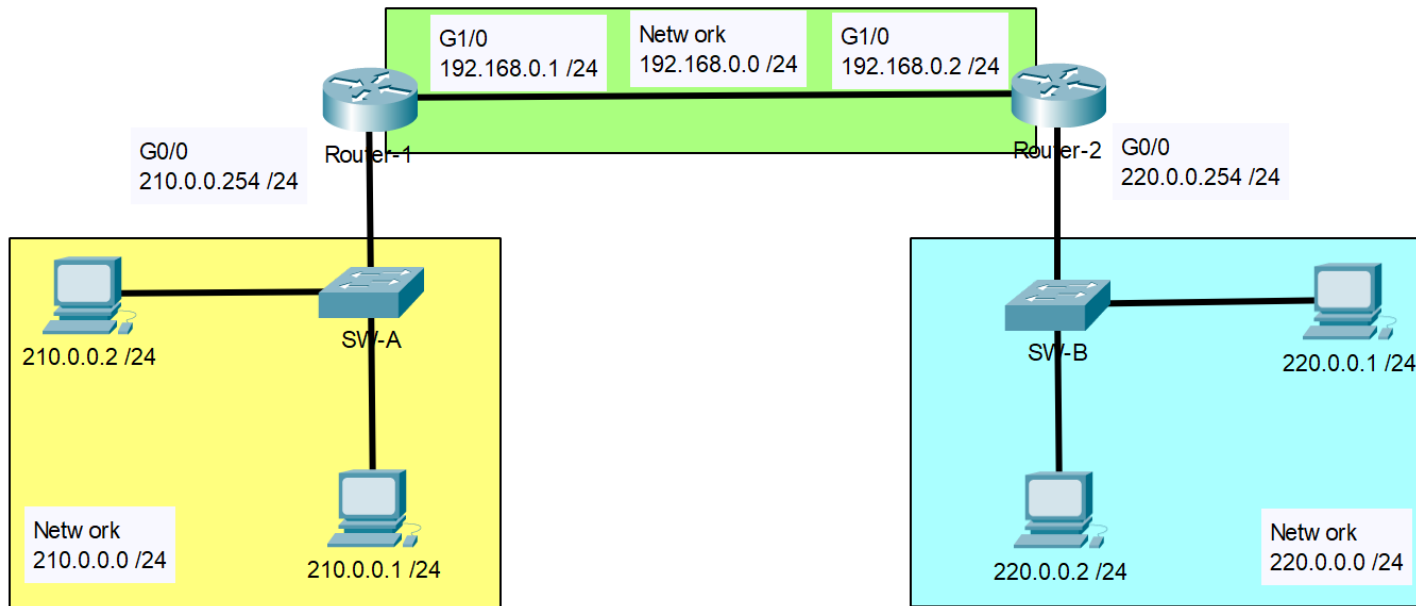 G1/0
192.168.0.1 /24
Netw ork
192.168.0.0 /24
G1/0
192.168.0.2 /24
Router-1
Router-2
G0/0
210.0.0.254 /24
G0/0
220.0.0.254 /24
SW-A
210.0.0.2 /24
210.0.0.1 /24
Netw ork
210.0.0.0 /24
SW-B
220.0.0.1 /24
220.0.0.2 /24
Netw ork
220.0.0.0 /24